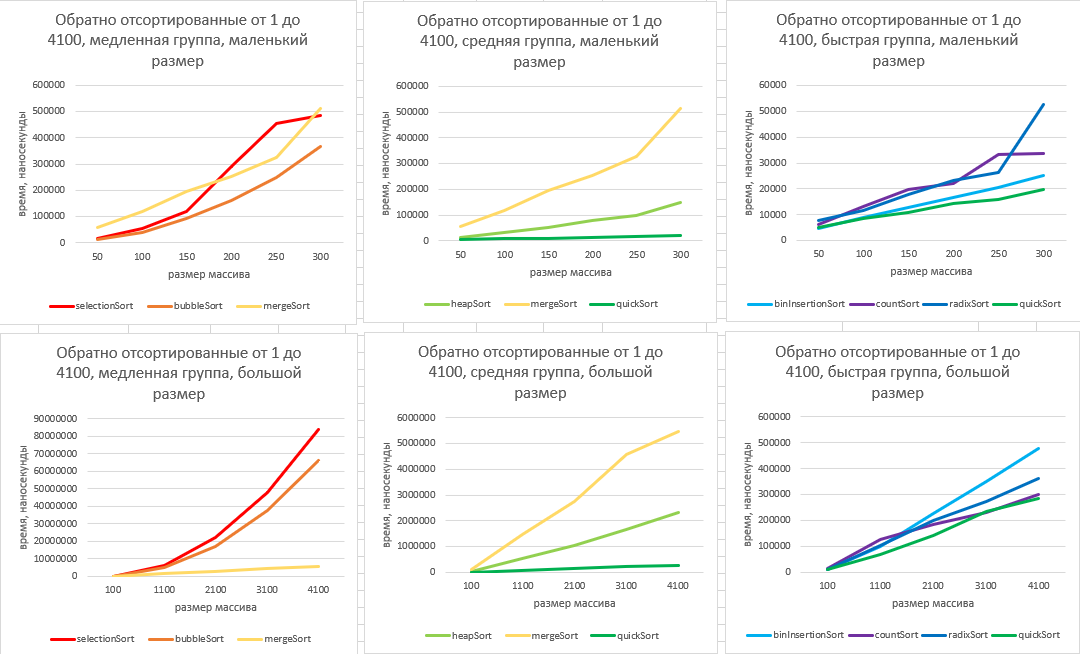 Обратно отсортированные от 1 до
4100, медленная группа, маленький
размер
время, наносекунды
600000
500000
400000
300000
200000
100000
0
50 100 150 200 250 300
размер массива
selectionSort bubbleSort mergeSort
Обратно отсортированные от 1 до
4100, средняя группа, маленький
размер
время, наносекунды
600000
500000
400000
300000
200000
100000
0
50 100 150 200 250 300
размер массива
heapSort mergeSort quickSort
Обратно отсортированные от 1 до
4100, быстрая группа, маленький
размер
время, наносекунды
60000
50000
40000
30000
20000
10000
0
50 100 150 200 250 300
размер массива
binInsertionSort countSort radixSort quickSort
Обратно отсортированные от 1 до
4100, медленная группа, большой
размер
время, наносекунды
90000000
80000000
70000000
60000000
50000000
40000000
30000000
20000000
10000000
0
100 1100 2100 3100 4100
размер массива
selectionSort bubbleSort mergeSort
Обратно отсортированные от 1 до
4100, средняя группа, большой
размер
время, наносекунды
6000000
5000000
4000000
3000000
2000000
1000000
0
100 1100 2100 3100 4100
размер массива
heapSort mergeSort quickSort
Обратно отсортированные от 1 до
4100, быстрая группа, большой
размер
время, наносекунды
600000
500000
400000
300000
200000
100000
0
100 1100 2100 3100 4100
размер массива
binInsertionSort countSort radixSort quickSort